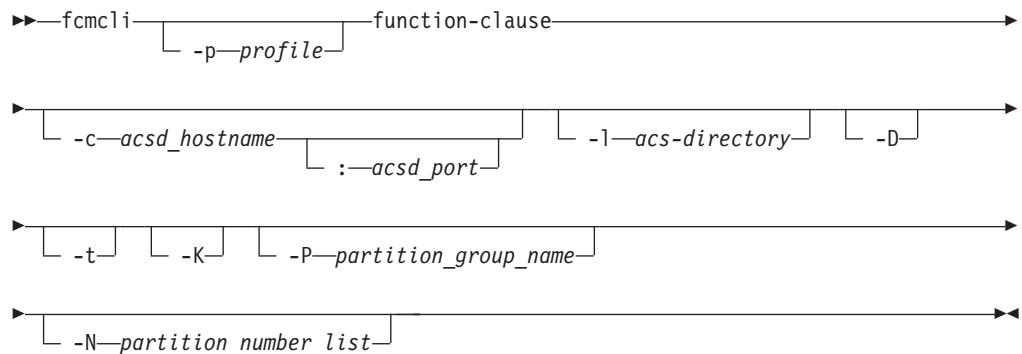 fcmcli -p profile function-clause
-c acsd_hostname : acsd_port -l acs-directory -D
-t -K -P partition_group_name
-N partition number list